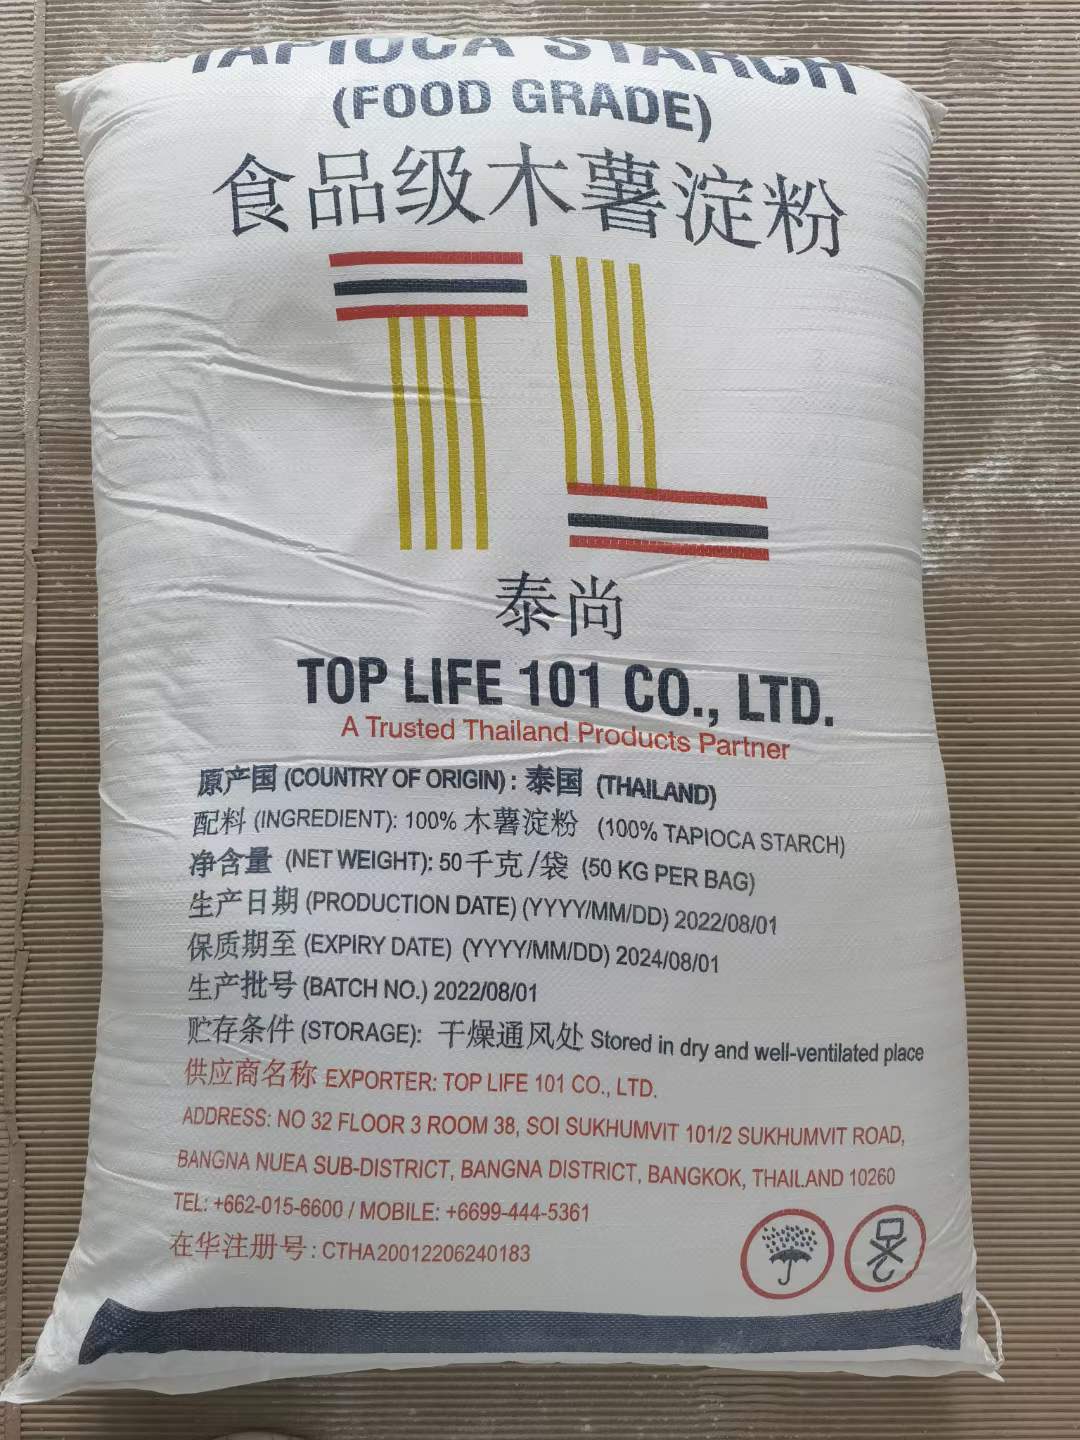 TAPIOCA STARCH
(FOOD GRADE)
食品级木薯淀粉
泰尚
TOP LIFE 101 CO., LTD.
A Trusted Thailand Products Partner
原产国 (COUNTRY OF ORIGIN) : 泰国 (THAILAND)
配料 (INGREDIENT): 100% 木薯淀粉 (100% TAPIOCA STARCH)
净含量 (NET WEIGHT): 50千克/袋 (50 KG PER BAG)
生产日期 (PRODUCTION DATE) (YYYY/MM/DD) 2022/08/01
保质期至 (EXPIRY DATE) (YYYY/MM/DD) 2024/08/01
生产批号 (BATCH NO.) 2022/08/01
贮存条件 (STORAGE): 干燥通风处 Stored in dry and well-ventilated place
供应商名称 EXPORTER: TOP LIFE 101 CO., LTD.
ADDRESS: NO 32 FLOOR 3 ROOM 38, SOI SUKHUMVIT 101/2 SUKHUMVIT ROAD,
BANGNA NUEA SUB-DISTRICT, BANGNA DISTRICT, BANGKOK, THAILAND 10260
TEL: +662-015-6600 / MOBILE: +6699-444-5361
在华注册号: CTHA20012206240183